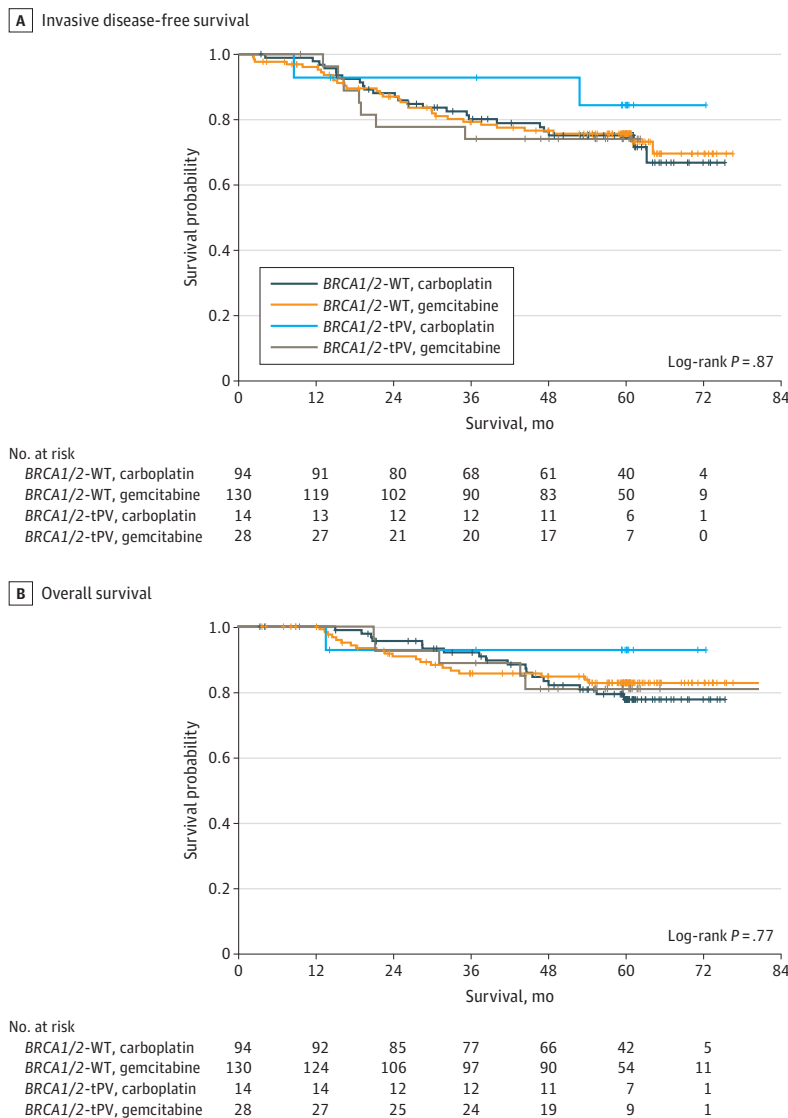 A Invasive disease-free survival
1.0
0.8
0.6
0.4
0.2
0
Survival probability
BRCA1/2-WT, carboplatin
BRCA1/2-WT, gemcitabine
BRCA1/2-tPV, carboplatin
BRCA1/2-tPV, gemcitabine
Log-rank P = .87
0 12 24 36 48 60 72 84
Survival, mo
No. at risk
BRCA1/2-WT, carboplatin 94 91 80 68 61 40 4
BRCA1/2-WT, gemcitabine 130 119 102 90 83 50 9
BRCA1/2-tPV, carboplatin 14 13 12 12 11 6 1
BRCA1/2-tPV, gemcitabine 28 27 21 20 17 7 0
B Overall survival
1.0
0.8
0.6
0.4
0.2
0
Survival probability
Log-rank P = .77
0 12 24 36 48 60 72 84
Survival, mo
No. at risk
BRCA1/2-WT, carboplatin 94 92 85 77 66 42 5
BRCA1/2-WT, gemcitabine 130 124 106 97 90 54 11
BRCA1/2-tPV, carboplatin 14 14 12 12 11 7 1
BRCA1/2-tPV, gemcitabine 28 27 25 24 19 9 1